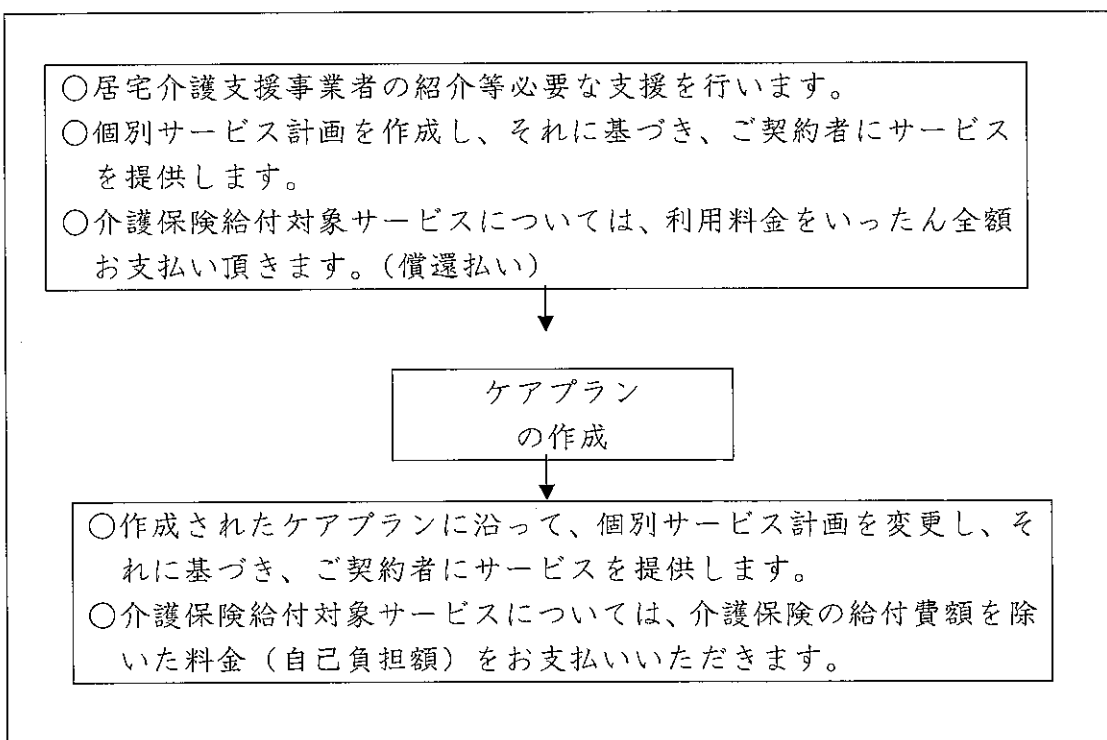 ○居宅介護支援事業者の紹介等必要な支援を行います。
○個別サービス計画を作成し、それに基づき、ご契約者にサービス
を提供します。
○介護保険給付対象サービスについては、利用料金をいったん全額
お支払い頂きます。(償還払い)
ケアプラン
の作成
○作成されたケアプランに沿って、個別サービス計画を変更し、そ
れに基づき、ご契約者にサービスを提供します。
○介護保険給付対象サービスについては、介護保険の給付費額を除
いた料金(自己負担額)をお支払いいただきます。